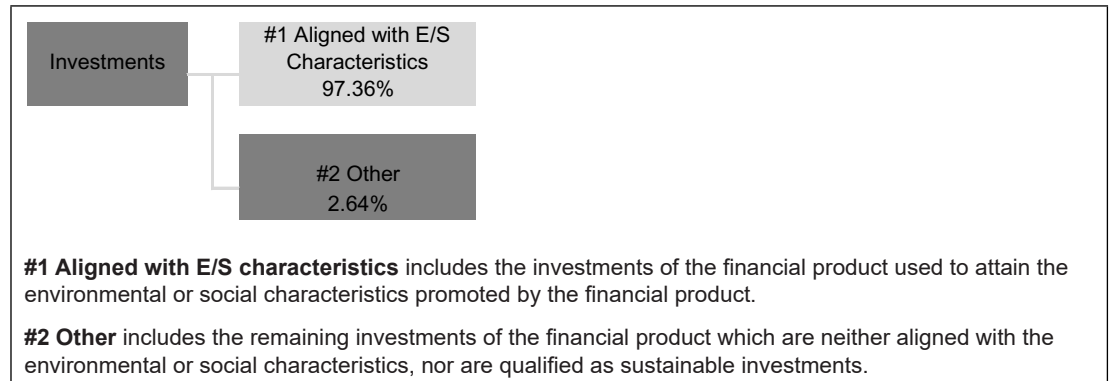 Investments
#1 Aligned with E/S
Characteristics
97.36%
#2 Other
2.64%
#1 Aligned with E/S characteristics includes the investments of the financial product used to attain the
environmental or social characteristics promoted by the financial product.
#2 Other includes the remaining investments of the financial product which are neither aligned with the
environmental or social characteristics, nor are qualified as sustainable investments.